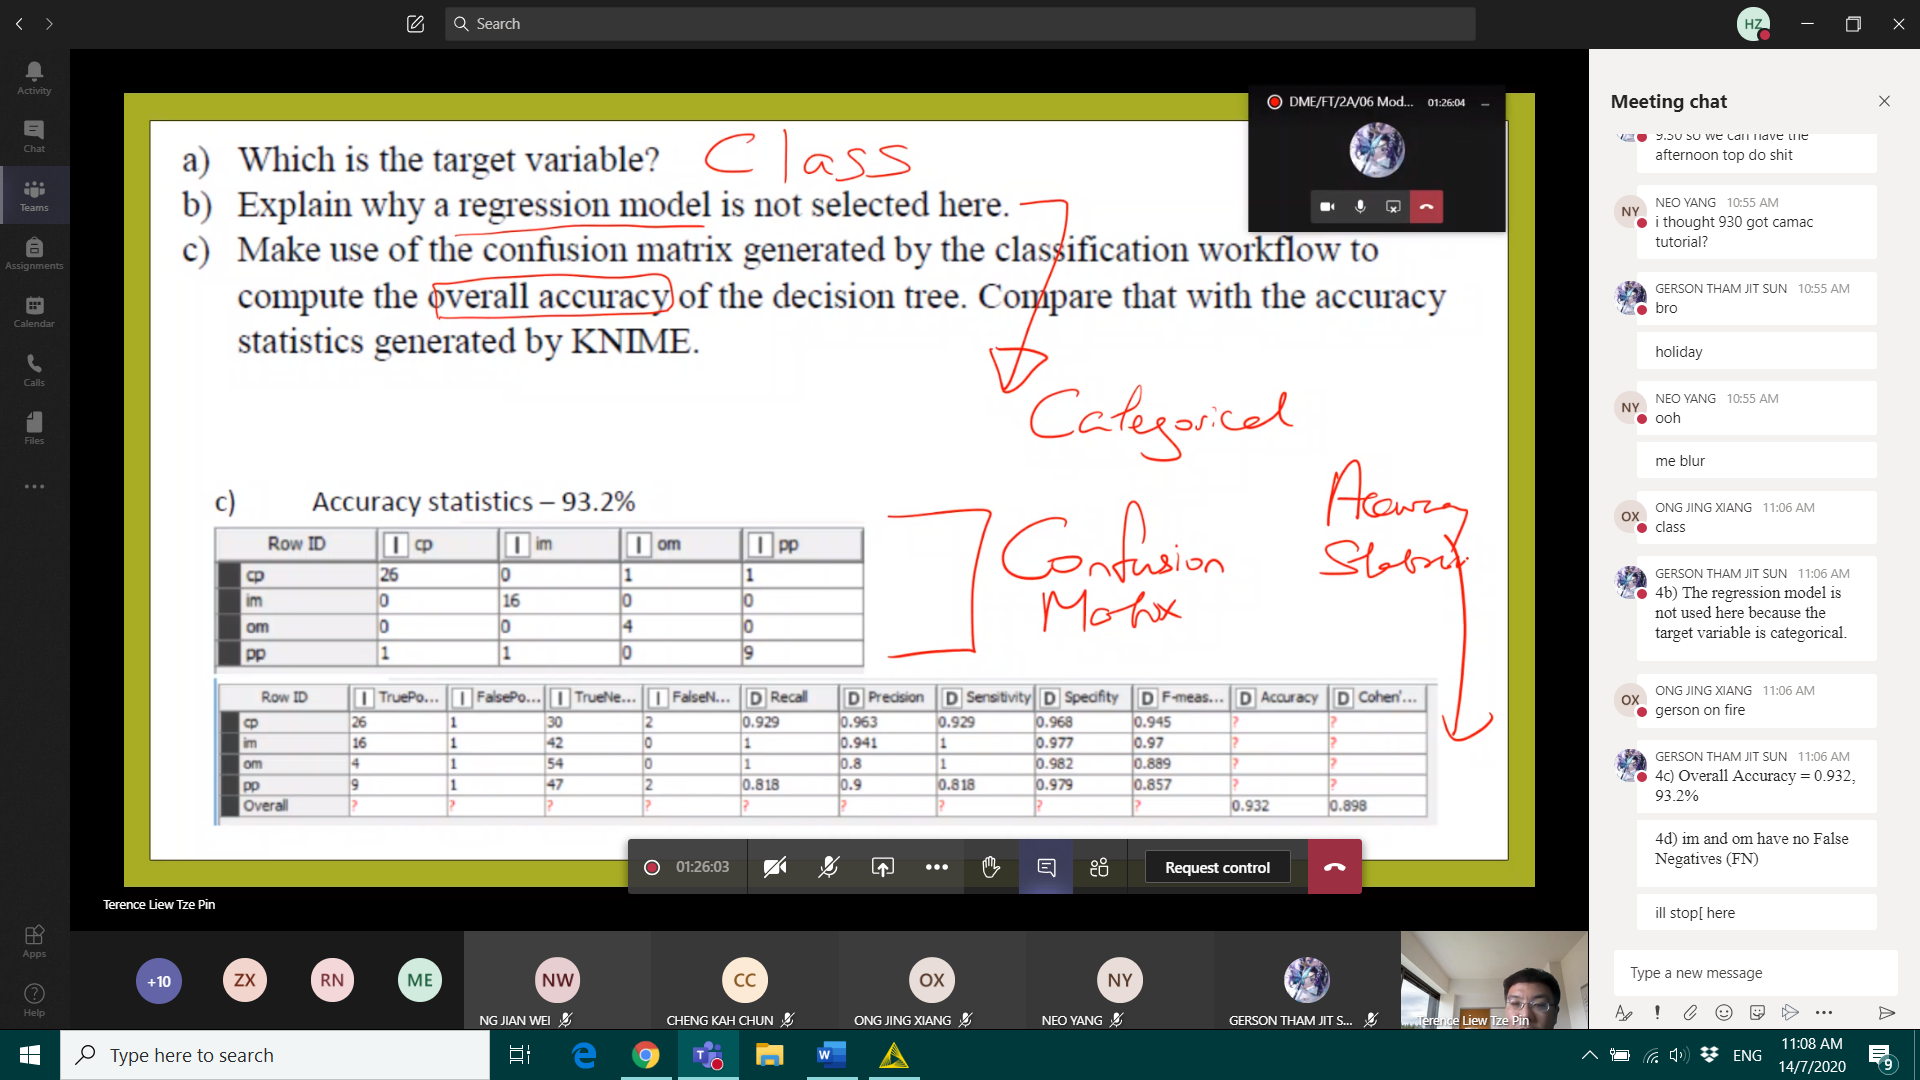 Search
HZ
Activity
Chat
Teams
Assignments
Calendar
Calls
Files
Apps
Help
a) Which is the target variable? Class
b) Explain why a regression model is not selected here.
c) Make use of the confusion matrix generated by the classification workflow to
compute the overall accuracy of the decision tree. Compare that with the accuracy
statistics generated by KNIME.
Categorical
DME/FT/2A/06 Mod... 01:26:04
c) Accuracy statistics – 93.2%
Row ID I cp I im I om I pp
cp 26 0 1 1
im 0 16 0 0
om 0 0 4 0
pp 1 1 0 9
Confusion
Matrix
Accuracy
Row ID I TruePo... I FalsePo... I TrueNe... I FalseN... D Recall D Precision D Sensitivity D Specifity D F-meas... D Accuracy D Cohen'...
cp 26 1 30 2 0.929 0.963 0.929 0.968 0.945 ? ?
im 16 1 42 0 1 0.941 1 0.977 0.97 ? ?
om 4 1 54 0 1 0.8 1 0.982 0.889 ? ?
pp 9 1 47 2 0.818 0.9 0.818 0.979 0.857 ? ?
Overall ? ? ? ? ? ? ? ? ? 0.932 0.898
01:26:03
Request control
Terence Liew Tze Pin
+10
ZX
RN
ME
NW
NG JIAN WEI
CC
CHENG KAH CHUN
OX
ONG JING XIANG
NY
NEO YANG
GERSON THAM JIT S...
Terence Liew Tze Pin
Meeting chat
9.30 so we can have the
afternoon top do shit
NY
NEO YANG 10:55 AM
i thought 930 got camac
tutorial?
GERSON THAM JIT SUN 10:55 AM
bro
holiday
NY
NEO YANG 10:55 AM
ooh
me blur
OX
ONG JING XIANG 11:06 AM
class
GERSON THAM JIT SUN 11:06 AM
4b) The regression model is
not used here because the
target variable is categorical.
OX
ONG JING XIANG 11:06 AM
gerson on fire
GERSON THAM JIT SUN 11:06 AM
4c) Overall Accuracy = 0.932,
93.2%
4d) im and om have no False
Negatives (FN)
ill stop[ here
Type a new message
Type here to search
ENG
11:08 AM
14/7/2020
9